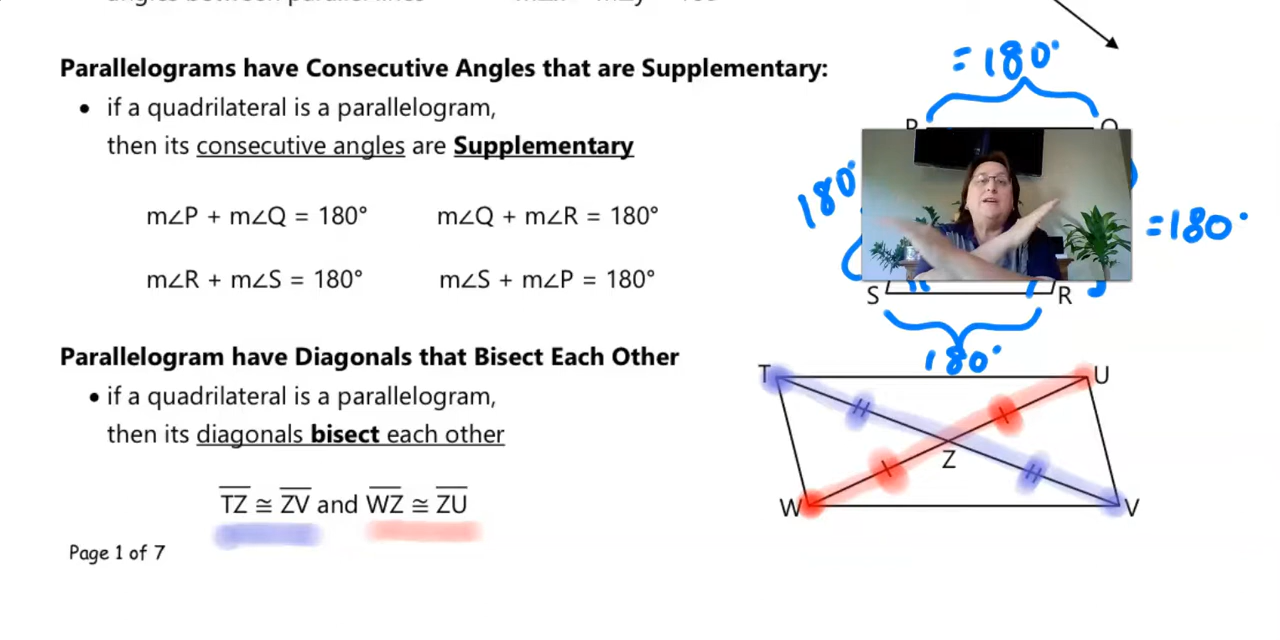 Parallelograms have Consecutive Angles that are Supplementary:
• if a quadrilateral is a parallelogram,
then its consecutive angles are Supplementary
m∠P + m∠Q = 180°
m∠Q + m∠R = 180°
m∠R + m∠S = 180°
m∠S + m∠P = 180°
= 180°
180°
= 180°
S
R
180°
Parallelogram have Diagonals that Bisect Each Other
• if a quadrilateral is a parallelogram,
then its diagonals bisect each other
TZ ≅ ZV and WZ ≅ ZU
T
U
Z
W
V
Page 1 of 7